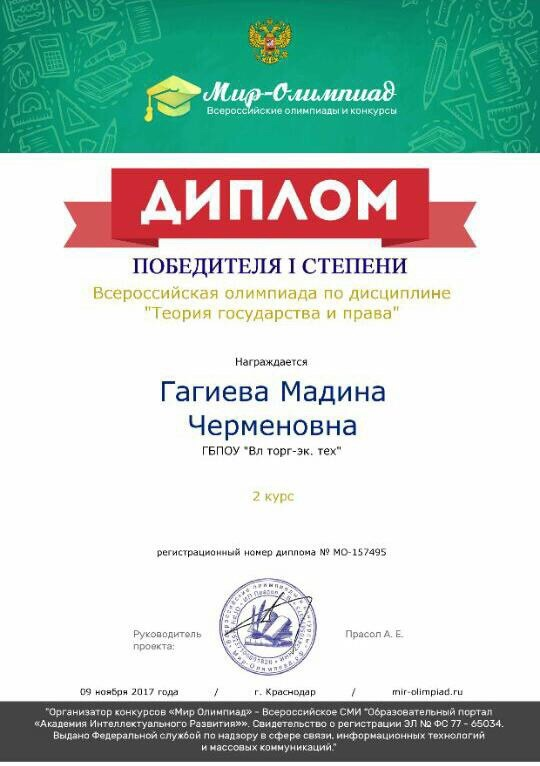 Мир-Олимпиад
Всероссийские олимпиады и конкурсы
ДИПЛОМ
ПОБЕДИТЕЛЯ I СТЕПЕНИ
Всероссийская олимпиада по дисциплине
"Теория государства и права"
Награждается
Гагиева Мадина
Черменовна
ГБПОУ "Вл торг-эк. тех"
2 курс
регистрационный номер диплома № МО-157495
Руководитель
проекта:
Прасол А. Е.
09 ноября 2017 года / г. Краснодар / mir-olimpiad.ru
"Организатор конкурсов «Мир Олимпиад» – Всероссийское СМИ "Образовательный портал
«Академия Интеллектуального Развития»». Свидетельство о регистрации ЭЛ № ФС 77 - 65034.
Выдано Федеральной службой по надзору в сфере связи, информационных технологий
и массовых коммуникаций."